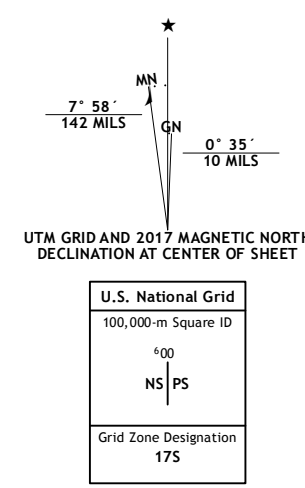 MN
GN
7° 58´
142 MILS
0° 35´
10 MILS
UTM GRID AND 2017 MAGNETIC NORTH
DECLINATION AT CENTER OF SHEET
U.S. National Grid
100,000-m Square ID
⁶00
NS PS
Grid Zone Designation
17S